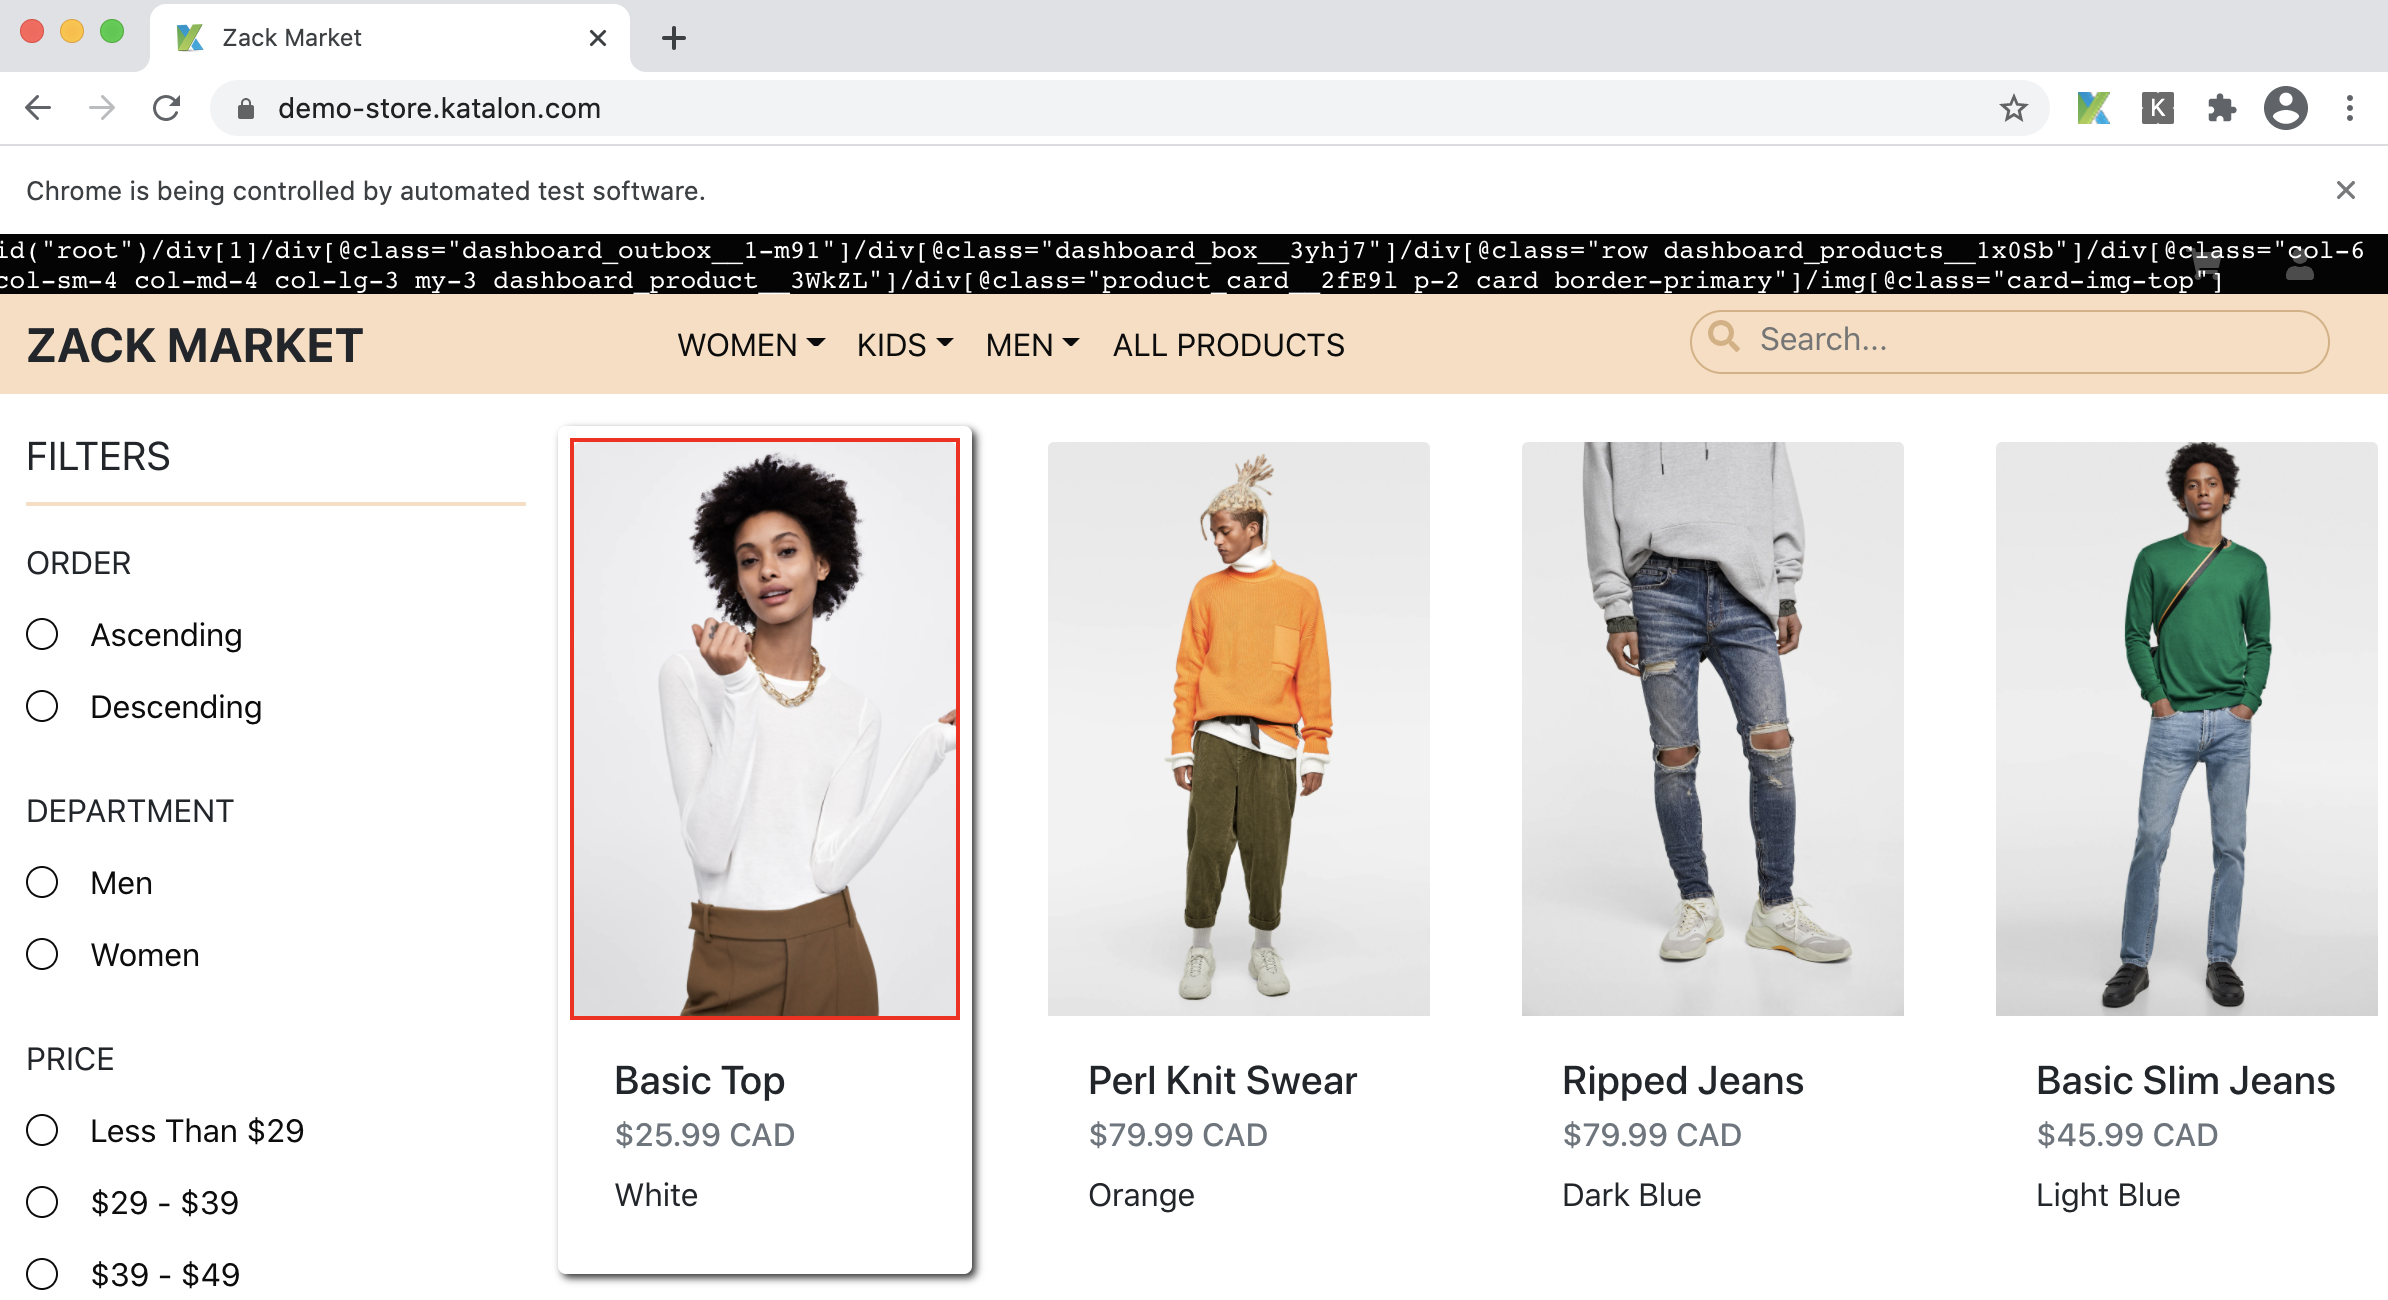 Zack Market
demo-store.katalon.com
K
Chrome is being controlled by automated test software.
id("root")/div[1]/div[@class="dashboard_outbox__1-m91"]/div[@class="dashboard_box__3yhj7"]/div[@class="row dashboard_products__1x0Sb"]/div[@class="col-6
col-sm-4 col-md-4 col-lg-3 my-3 dashboard_product__3WkZL"]/div[@class="product_card__2fE9l p-2 card border-primary"]/img[@class="card-img-top"]
ZACK MARKET
WOMEN KIDS MEN ALL PRODUCTS
Search...
FILTERS
ORDER
Ascending
Descending
DEPARTMENT
Men
Women
PRICE
Less Than $29
$29 - $39
$39 - $49
Basic Top
$25.99 CAD
White
Perl Knit Swear
$79.99 CAD
Orange
Ripped Jeans
$79.99 CAD
Dark Blue
Basic Slim Jeans
$45.99 CAD
Light Blue